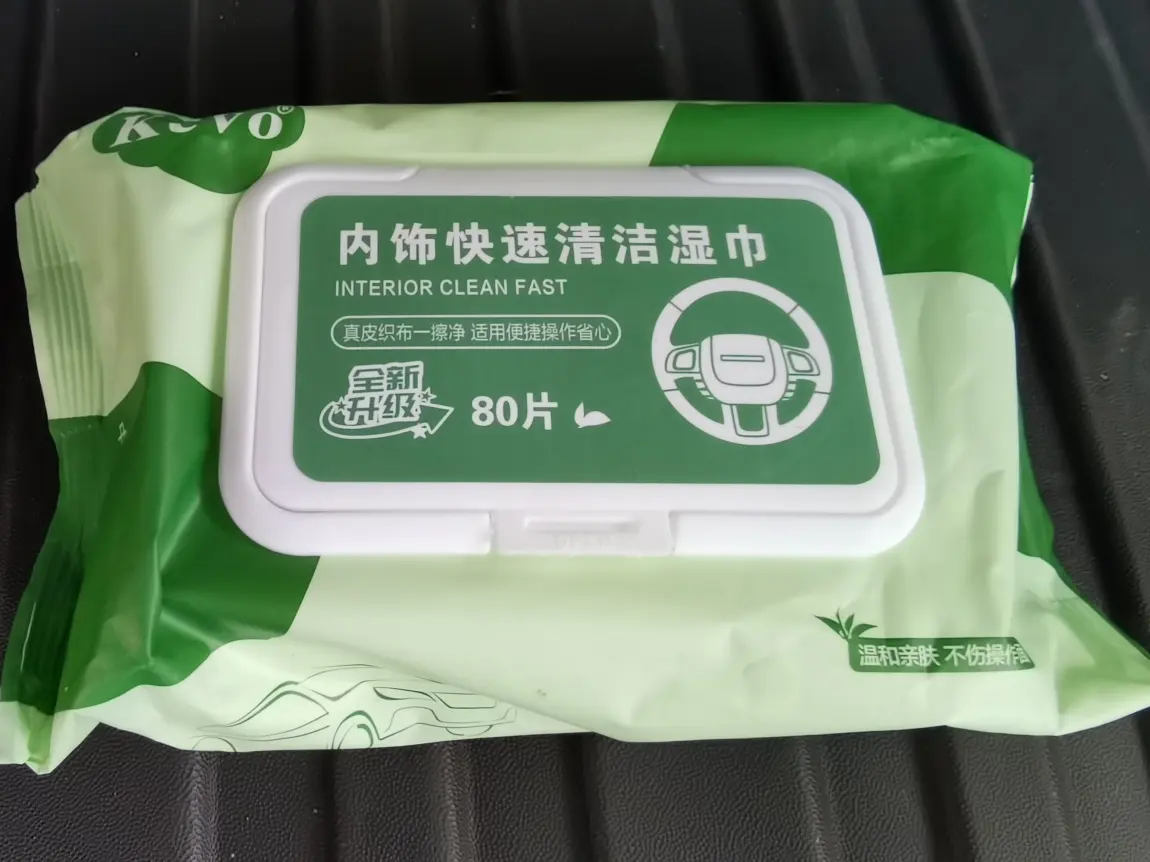 Kevo®
内饰快速清洁湿巾
INTERIOR CLEAN FAST
真皮织布一擦净 适用便捷操作省心
全新
升级
80片
温和亲肤 不伤操作面